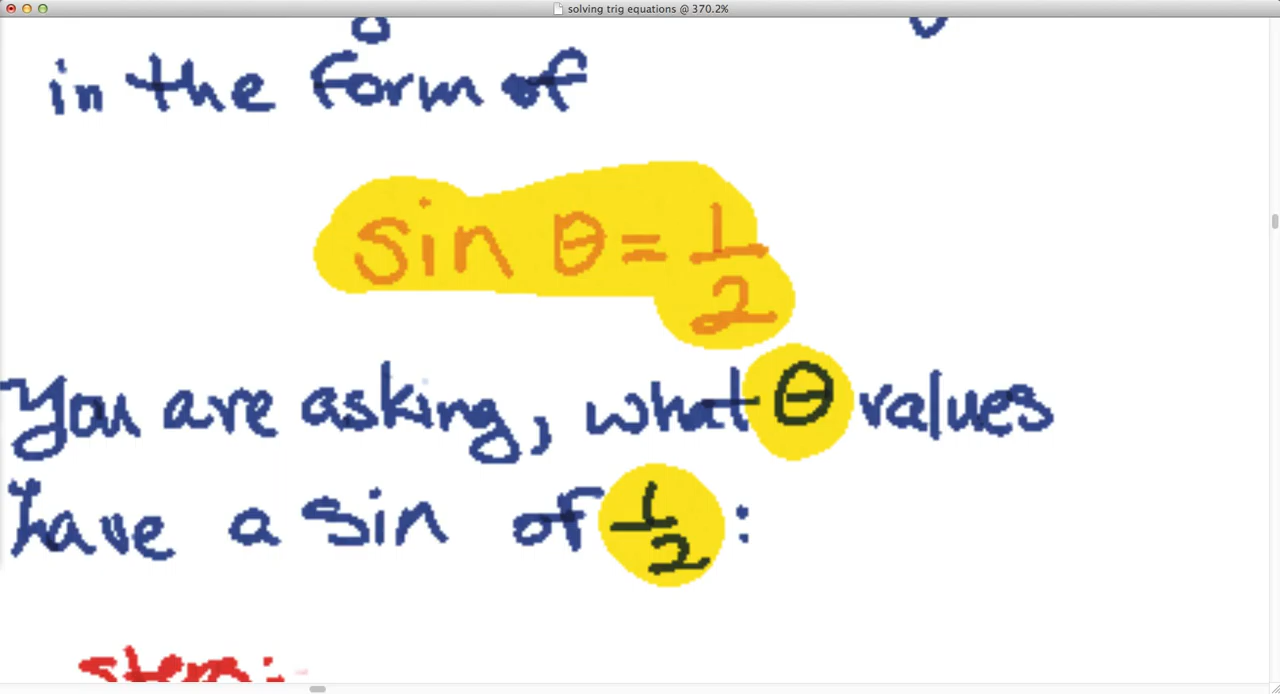 solving trig equations @ 370.2%
in the form of
sin θ = 1/2
You are asking, what θ values
have a sin of 1/2 :
steps: